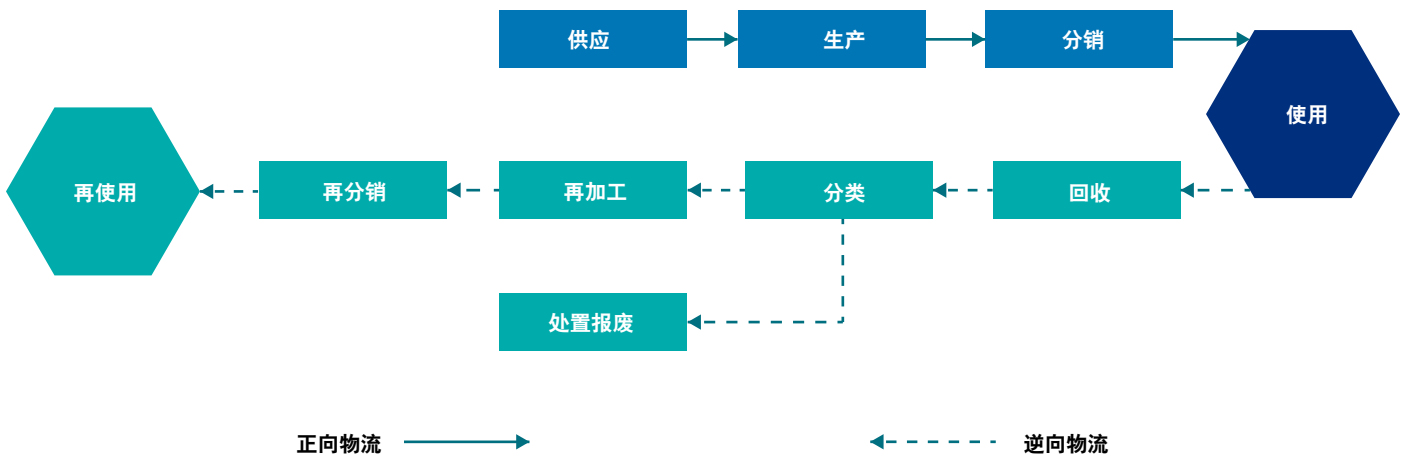 供应
生产
分销
使用
再使用
再分销
再加工
分类
回收
处置报废
正向物流
逆向物流